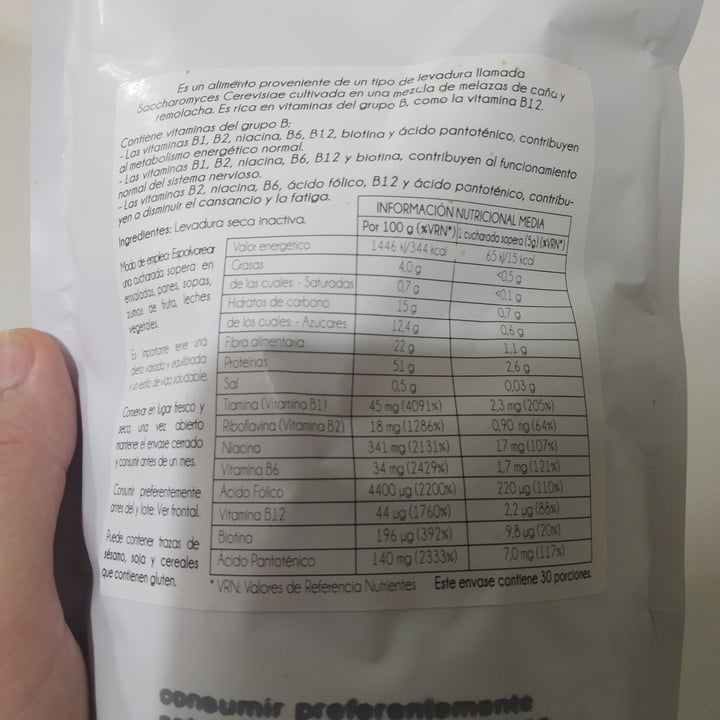 Es un alimento proveniente de un tipo de levadura llamada
Saccharomyces Cerevisiae cultivada en una mezcla de melazas de caña y
remolacha. Es rica en vitaminas del grupo B, como la vitamina B12.
Contiene vitaminas del grupo B:
- Las vitaminas B1, B2, niacina, B6, B12, biotina y ácido pantoténico, contribuyen
al metabolismo energético normal.
- Las vitaminas B1, B2, niacina, B6, B12 y biotina, contribuyen al funcionamiento
normal del sistema nervioso.
- Las vitaminas B2, niacina, B6, ácido fólico, B12 y ácido pantoténico, contribu-
yen a disminuir el cansancio y la fatiga.
Ingredientes: Levadura seca inactiva.
Modo de empleo: Espolvorear
una cucharada sopera en
ensaladas, panes, sopas,
zumos de fruta, leches
vegetales.
Es importante tener una
dieta variada y equilibrada
y un estilo de vida saludable.
Conservar en lugar fresco y
seco, una vez abierto
mantener el envase cerrado
y consumir antes de un mes.
Consumir preferentemente
antes del y lote: Ver frontal.
Puede contener trazas de
sésamo, soja y cereales
que contienen gluten.
INFORMACIÓN NUTRICIONAL MEDIA
Por 100 g (%VRN*) 1 cucharada sopera (5g) (%VRN*)
Valor energético 1446 kJ/344 kcal 65 kJ/15 kcal
Grasas 4,0 g <0,5 g
de las cuales - Saturadas 0,7 g <0,1 g
Hidratos de carbono 15 g 0,7 g
de los cuales - Azúcares 12,4 g 0,6 g
Fibra alimentaria 22 g 1,1 g
Proteínas 51 g 2,6 g
Sal 0,5 g 0,03 g
Tiamina (Vitamina B1) 45 mg (4091%) 2,3 mg (205%)
Riboflavina (Vitamina B2) 18 mg (1286%) 0,90 mg (64%)
Niacina 341 mg (2131%) 17 mg (107%)
Vitamina B6 34 mg (2429%) 1,7 mg (121%)
Ácido Fólico 4400 µg (2200%) 220 µg (110%)
Vitamina B12 44 µg (1760%) 2,2 µg (88%)
Biotina 196 µg (392%) 9,8 µg (20%)
Ácido Pantoténico 140 mg (2333%) 7,0 mg (117%)
* VRN: Valores de Referencia Nutrientes Este envase contiene 30 porciones
consumir preferentemente